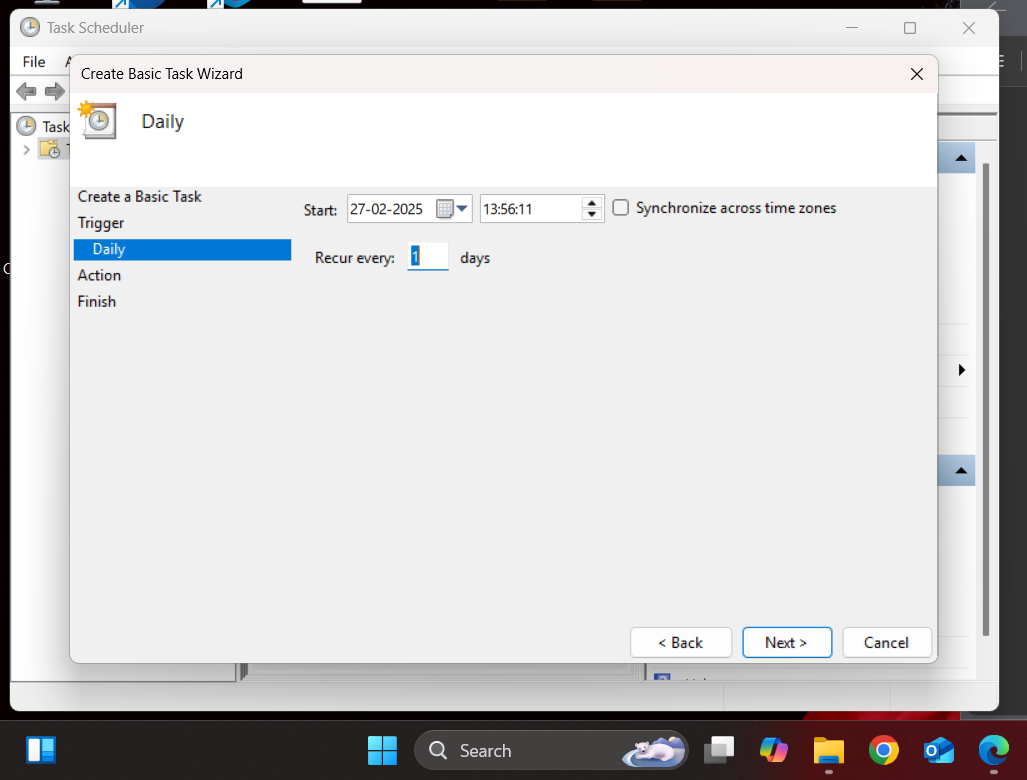 Task Scheduler
File
Create Basic Task Wizard
Task
Daily
Create a Basic Task
Trigger
Daily
Action
Finish
Start: 27-02-2025 13:56:11 Synchronize across time zones
Recur every: 1 days
< Back Next > Cancel
Search